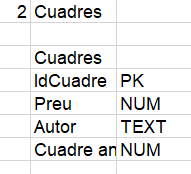 2 Cuadres
Cuadres
IdCuadre PK
Preu NUM
Autor TEXT
Cuadre an NUM